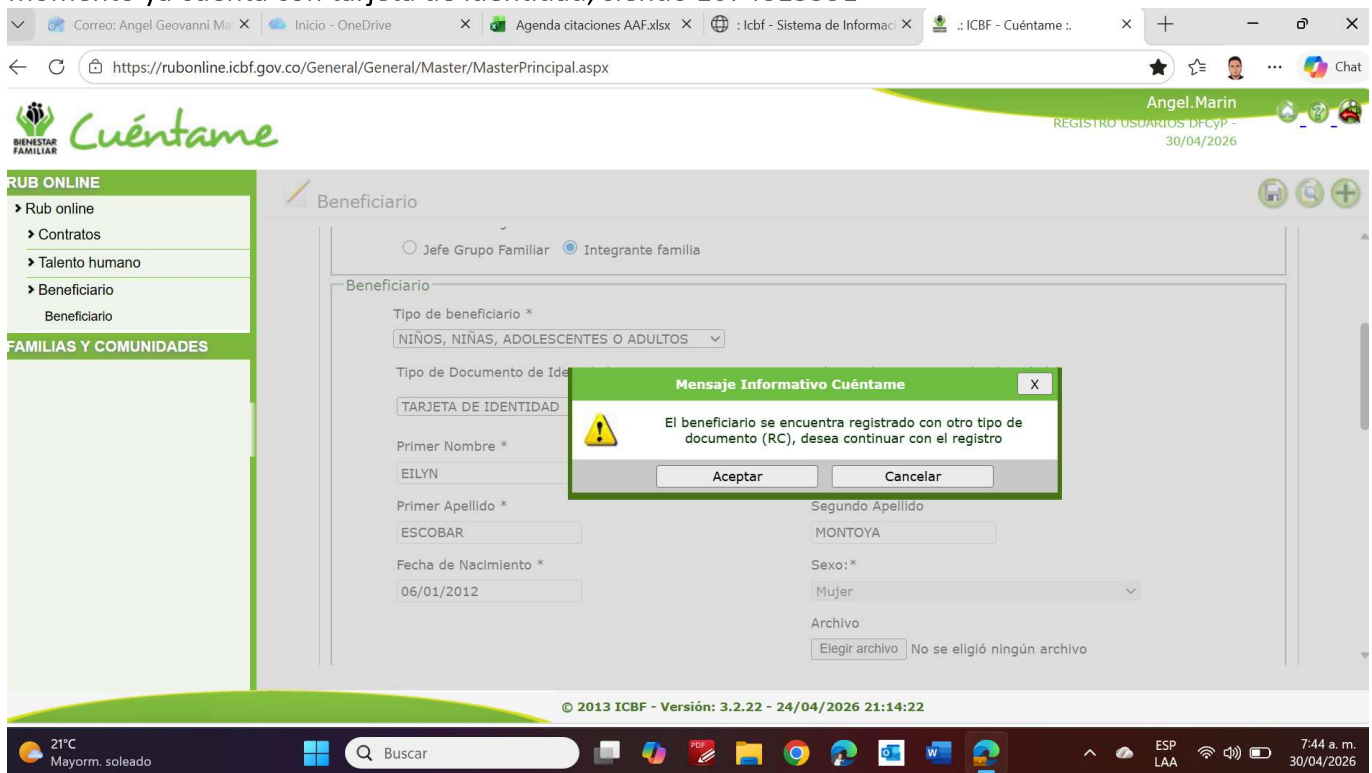 Correo: Angel Geovanni Ma
Inicio - OneDrive
Agenda citaciones AAF.xlsx
: Icbf - Sistema de Informac
.: ICBF - Cuéntame :.
https://rubonline.icbf.gov.co/General/General/Master/MasterPrincipal.aspx
Chat
BIENESTAR
FAMILIAR
Cuéntame
Angel.Marin
REGISTRO USUARIOS DFCyP -
30/04/2026
RUB ONLINE
Rub online
Contratos
Talento humano
Beneficiario
Beneficiario
FAMILIAS Y COMUNIDADES
Beneficiario
Jefe Grupo Familiar Integrante familia
Beneficiario
Tipo de beneficiario *
NIÑOS, NIÑAS, ADOLESCENTES O ADULTOS
Tipo de Documento de Ide
TARJETA DE IDENTIDAD
Mensaje Informativo Cuéntame X
El beneficiario se encuentra registrado con otro tipo de
documento (RC), desea continuar con el registro
Aceptar Cancelar
Primer Nombre *
EILYN
Primer Apellido * Segundo Apellido
ESCOBAR MONTOYA
Fecha de Nacimiento * Sexo:*
06/01/2012 Mujer
Archivo
Elegir archivo No se eligió ningún archivo
© 2013 ICBF - Versión: 3.2.22 - 24/04/2026 21:14:22
21°C
Mayorm. soleado
Buscar
PDF
ESP
LAA
7:44 a. m.
30/04/2026